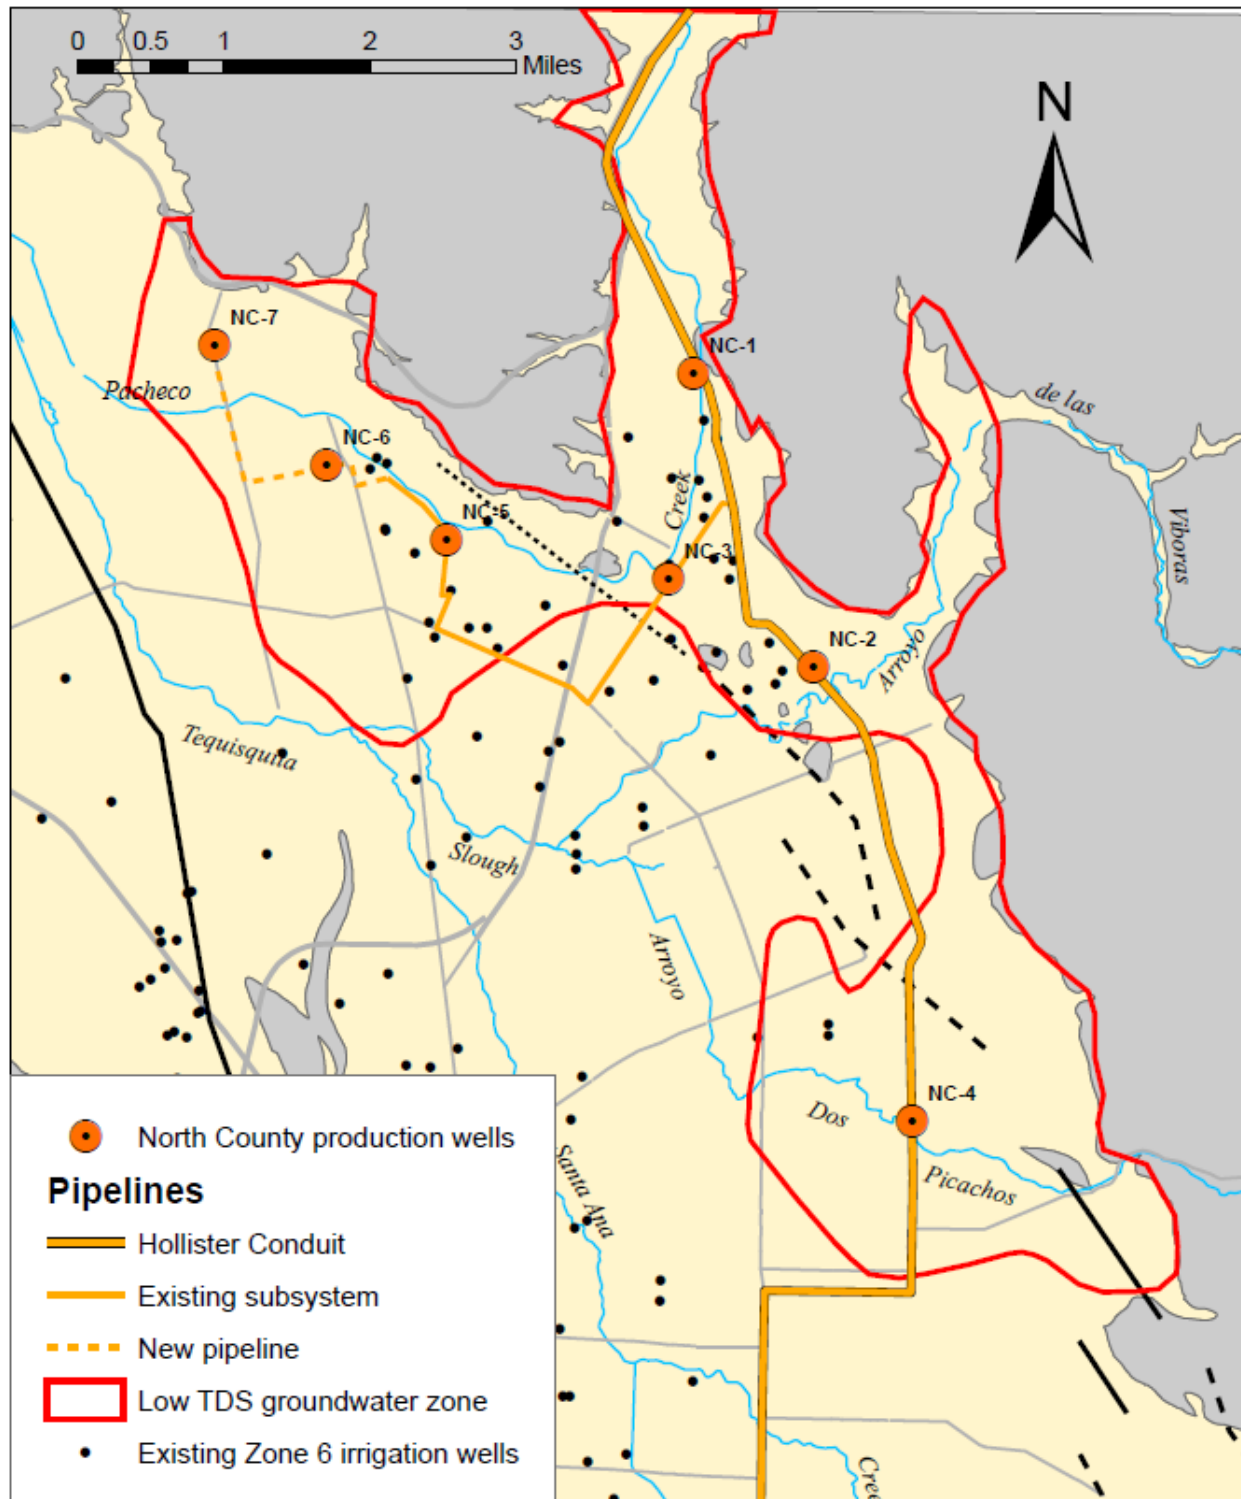 0 0.5 1 2 3
Miles
N
NC-7
NC-1
Pacheco
de las
NC-6
Creek
NC-5
Viboras
NC-3
NC-2
Arroyo
Tequisquita
Slough
Arroyo
NC-4
Dos
Picachos
Santa Ana
North County production wells
Pipelines
Hollister Conduit
Existing subsystem
New pipeline
Low TDS groundwater zone
Existing Zone 6 irrigation wells